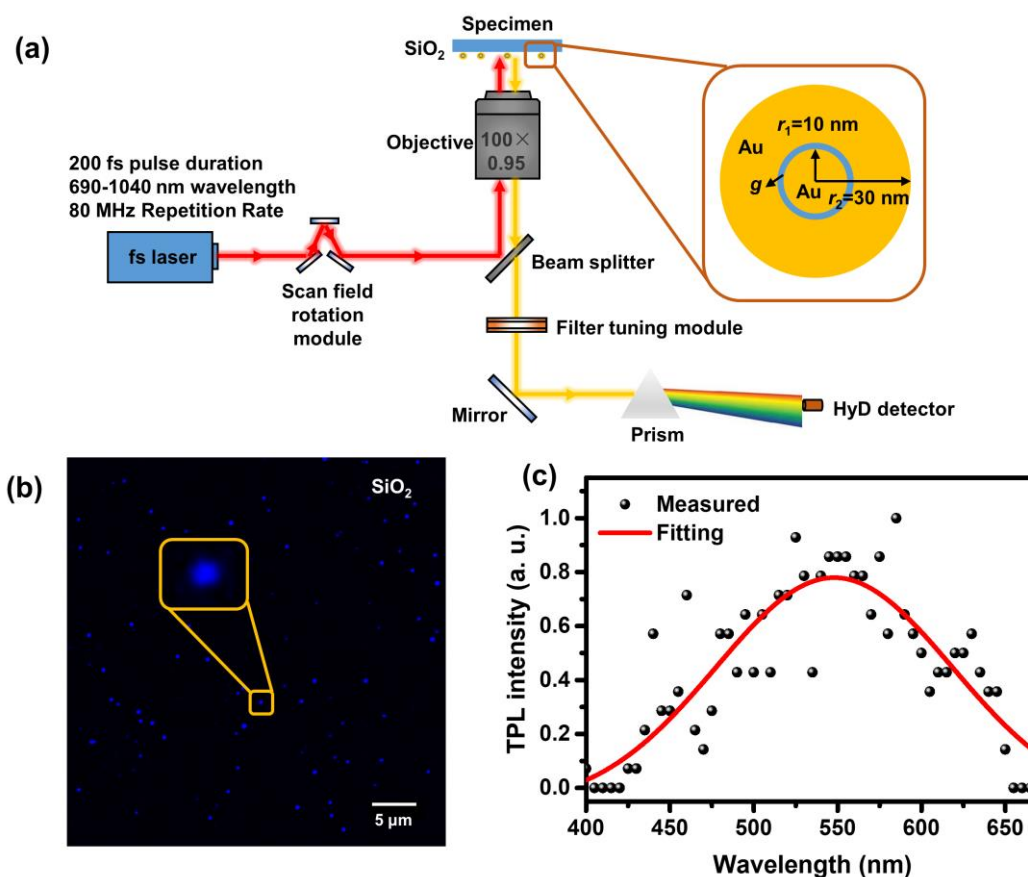 (a)
Specimen
SiO₂
Objective
100×
0.95
200 fs pulse duration
690-1040 nm wavelength
80 MHz Repetition Rate
fs laser
Scan field
rotation
module
Beam splitter
Filter tuning module
Mirror
Prism
HyD detector
r₁=10 nm
Au
g
Au
r₂=30 nm
(b)
SiO₂
5 μm
(c)
Measured
Fitting
TPL intensity (a. u.)
1.0
0.8
0.6
0.4
0.2
0.0
400 450 500 550 600 650
Wavelength (nm)